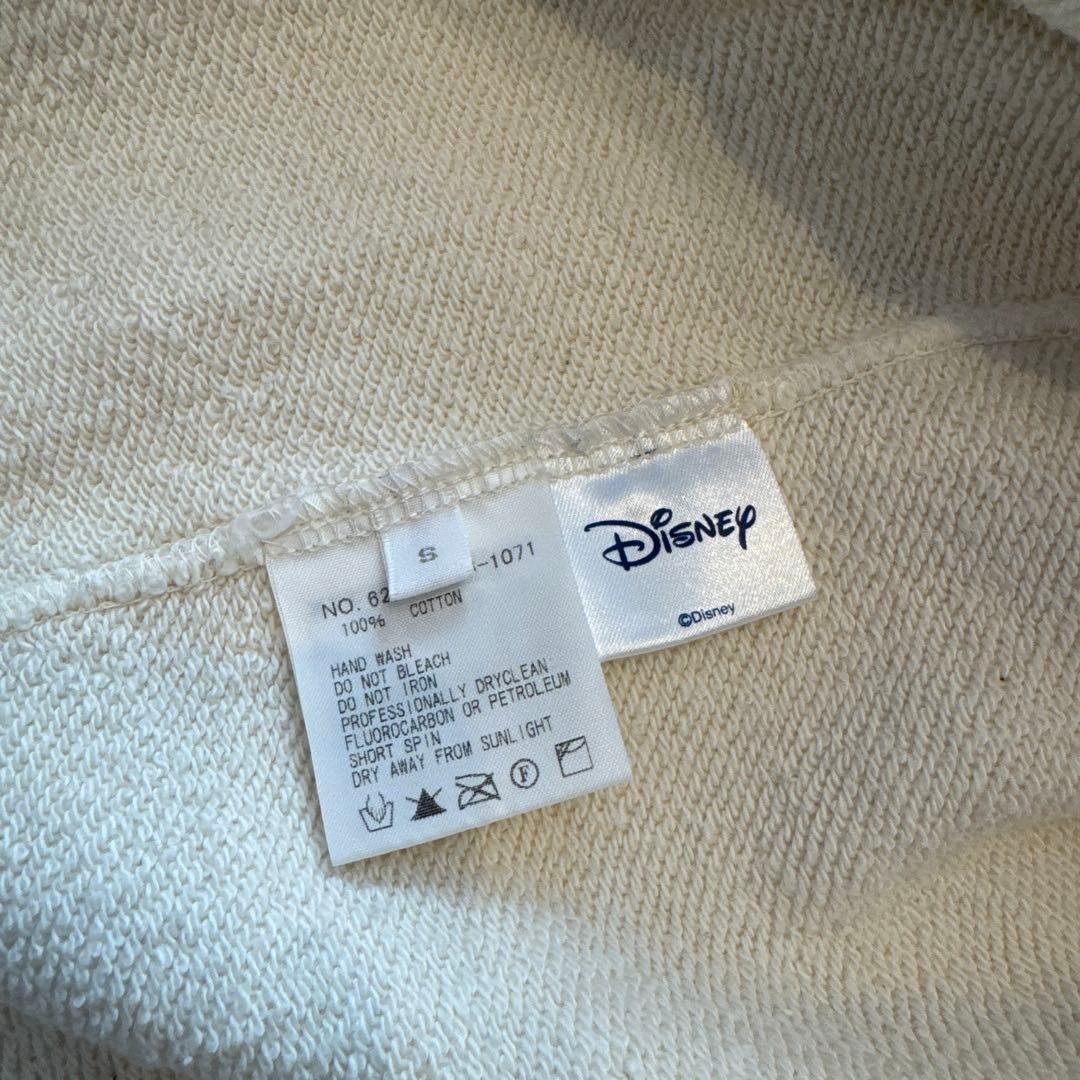 S
NO. 62 -1071
100% COTTON
HAND WASH
DO NOT BLEACH
DO NOT IRON
PROFESSIONALLY DRYCLEAN
FLUOROCARBON OR PETROLEUM
SHORT SPIN
DRY AWAY FROM SUNLIGHT
F
Disney
©Disney